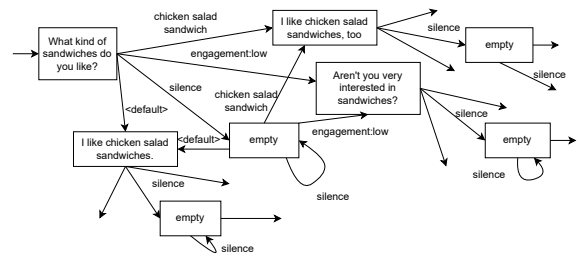 chicken salad
sandwich
I like chicken salad
sandwiches, too
silence
empty
What kind of
sandwiches do
you like?
engagement:low
silence
silence
chicken salad
sandwich
Aren't you very
interested in
sandwiches?
<default>
silence
I like chicken salad
sandwiches.
<default>
empty
engagement:low
empty
silence
silence
silence
empty
silence